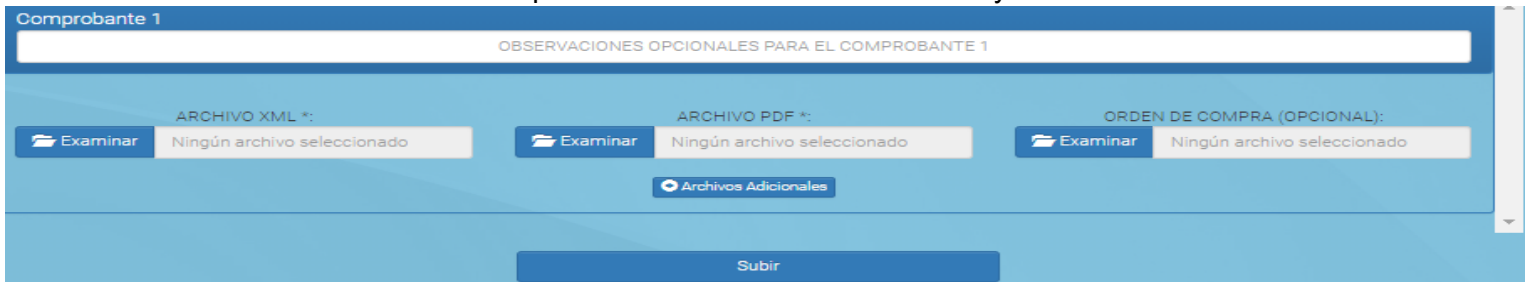 Comprobante 1
OBSERVACIONES OPCIONALES PARA EL COMPROBANTE 1
ARCHIVO XML *: ARCHIVO PDF *: ORDEN DE COMPRA (OPCIONAL):
Examinar Ningún archivo seleccionado Examinar Ningún archivo seleccionado Examinar Ningún archivo seleccionado
Archivos Adicionales
Subir